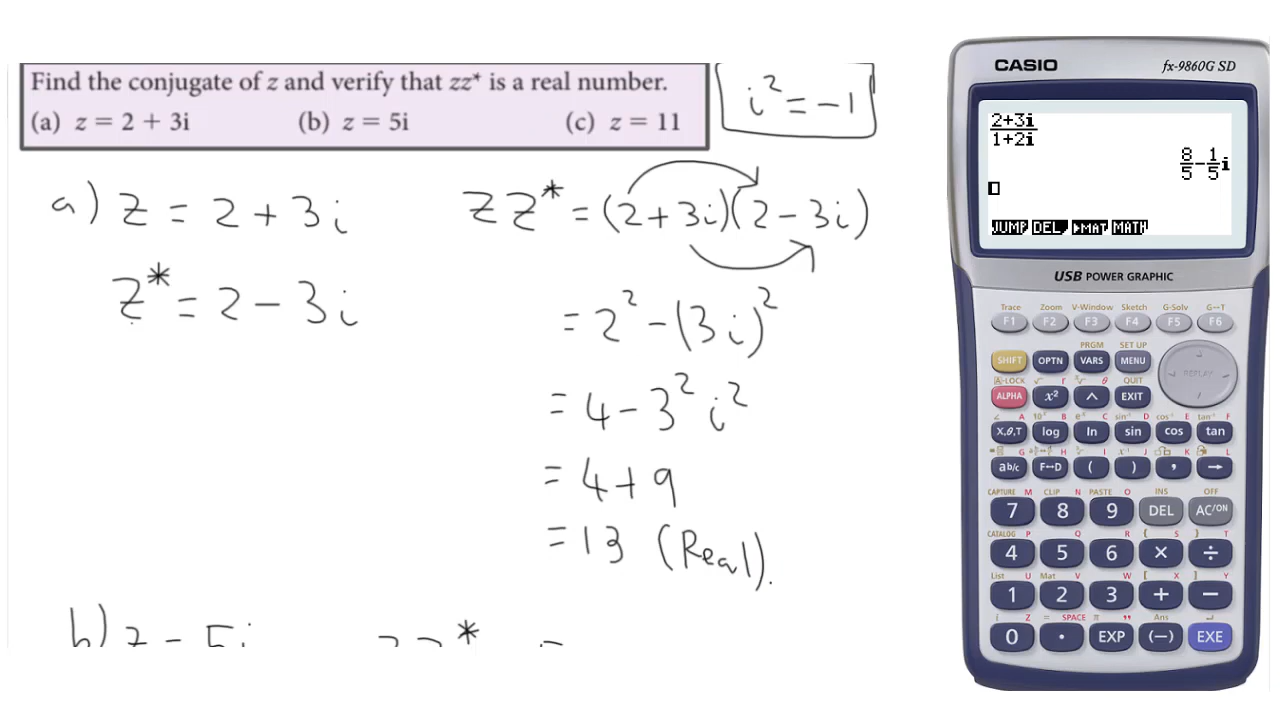 Find the conjugate of z and verify that zz* is a real number.
(a) z = 2 + 3i (b) z = 5i (c) z = 11
i² = -1
a) z = 2 + 3i
z* = 2 - 3i
zz* = (2 + 3i)(2 - 3i)
= 2² - (3i)²
= 4 - 3² i²
= 4 + 9
= 13 (Real).
b) z = 5i zz* =
CASIO fx-9860G SD
2+3i
1+2i
8/5 - 1/5 i
JUMP DEL ▶MAT MATH
USB POWER GRAPHIC
Trace Zoom V-Window Sketch G-Solv G↔T
F1 F2 F3 F4 F5 F6
PRGM SET UP
SHIFT OPTN VARS MENU
REPLAY
A-LOCK QUIT
ALPHA x² ^ EXIT
X,θ,T log ln sin cos tan
a b/c F↔D ( ) , →
CAPTURE M CLIP N PASTE O INS OFF
7 8 9 DEL AC/ON
CATALOG P Q R { S } T
4 5 6 × ÷
List U Mat V W [ X ] Y
1 2 3 + −
i Z = SPACE π " Ans
0 . EXP (−) EXE